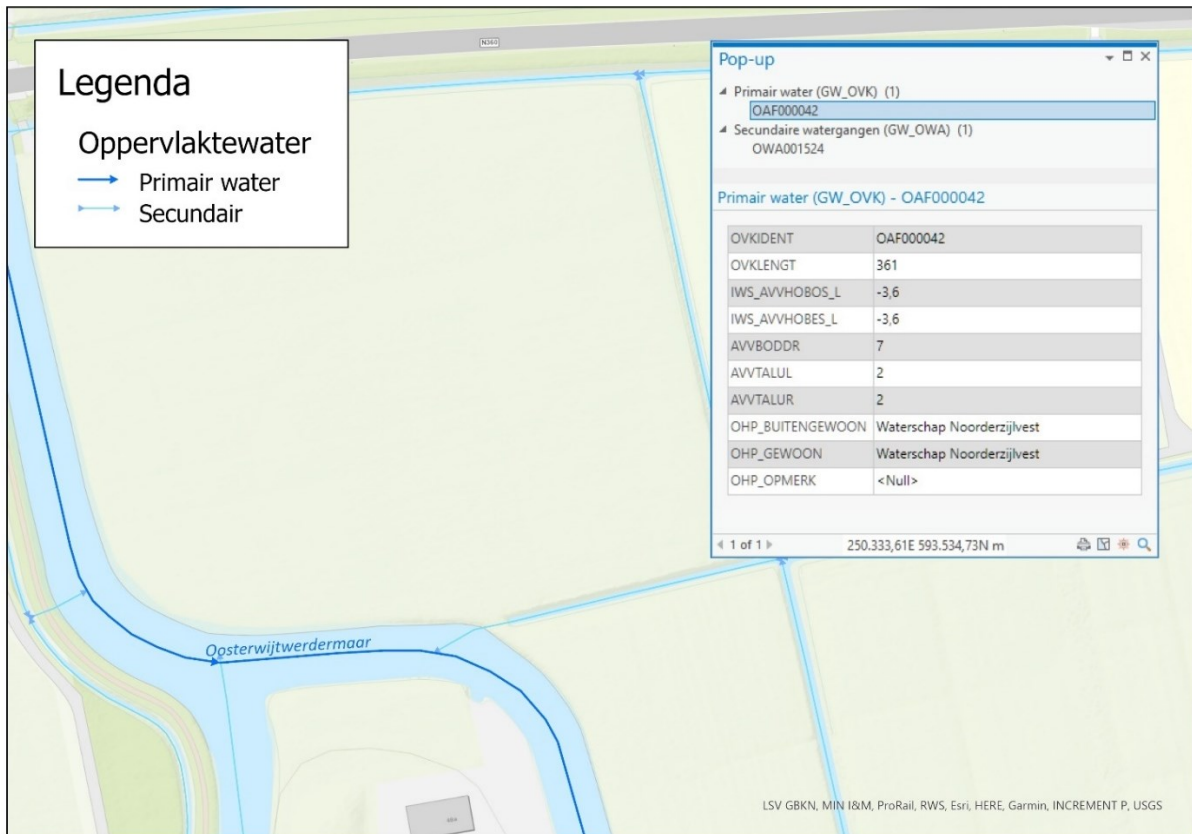 N360
Legenda
Oppervlaktewater
Primair water
Secundair
Pop-up
Primair water (GW_OVK) (1)
OAF000042
Secundaire watergangen (GW_OWA) (1)
OWA001524
Primair water (GW_OVK) - OAF000042
OVKIDENT OAF000042
OVKLENGT 361
IWS_AVVHOBOS_L -3,6
IWS_AVVHOBES_L -3,6
AVVBODDR 7
AVVTALUL 2
AVVTALUR 2
OHP_BUITENGEWOON Waterschap Noorderzijlvest
OHP_GEWOON Waterschap Noorderzijlvest
OHP_OPMERK <Null>
1 of 1 250.333,61E 593.534,73N m
Oosterwijtwerdermaar
LSV GBKN, MIN I&M, ProRail, RWS, Esri, HERE, Garmin, INCREMENT P, USGS